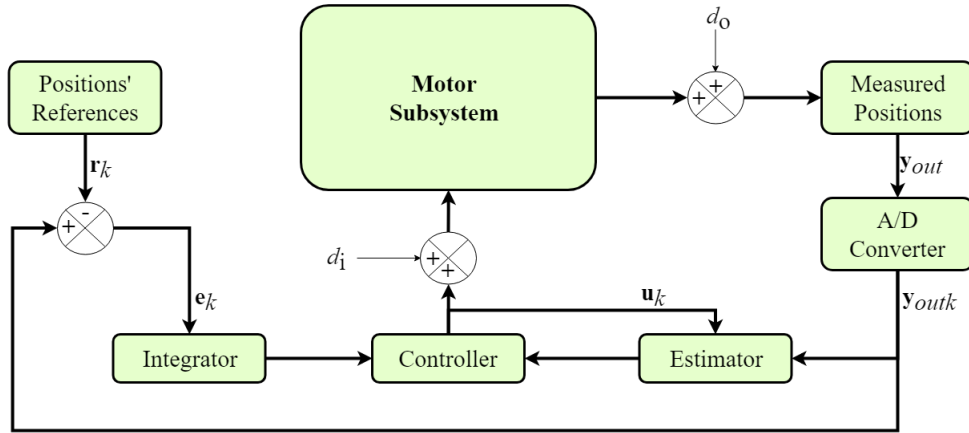 d_o
Positions'
References
Motor
Subsystem
+
+
Measured
Positions
r_k
y_out
-
+
A/D
Converter
d_i
+
+
e_k
u_k
y_outk
Integrator
Controller
Estimator